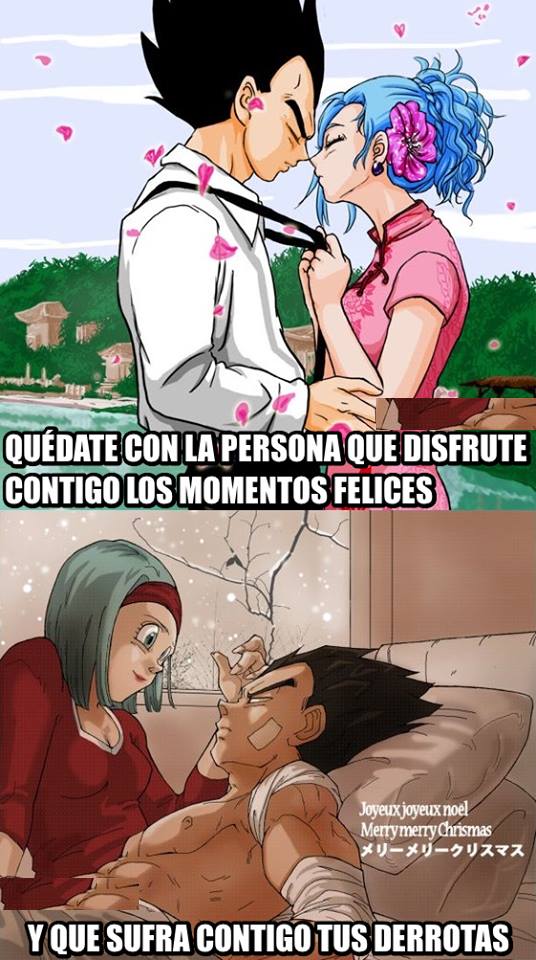 QUÉDATE CON LA PERSONA QUE DISFRUTE
CONTIGO LOS MOMENTOS FELICES
Joyeux joyeux noel
Merry merry Chrismas
メリーメリークリスマス
Y QUE SUFRA CONTIGO TUS DERROTAS